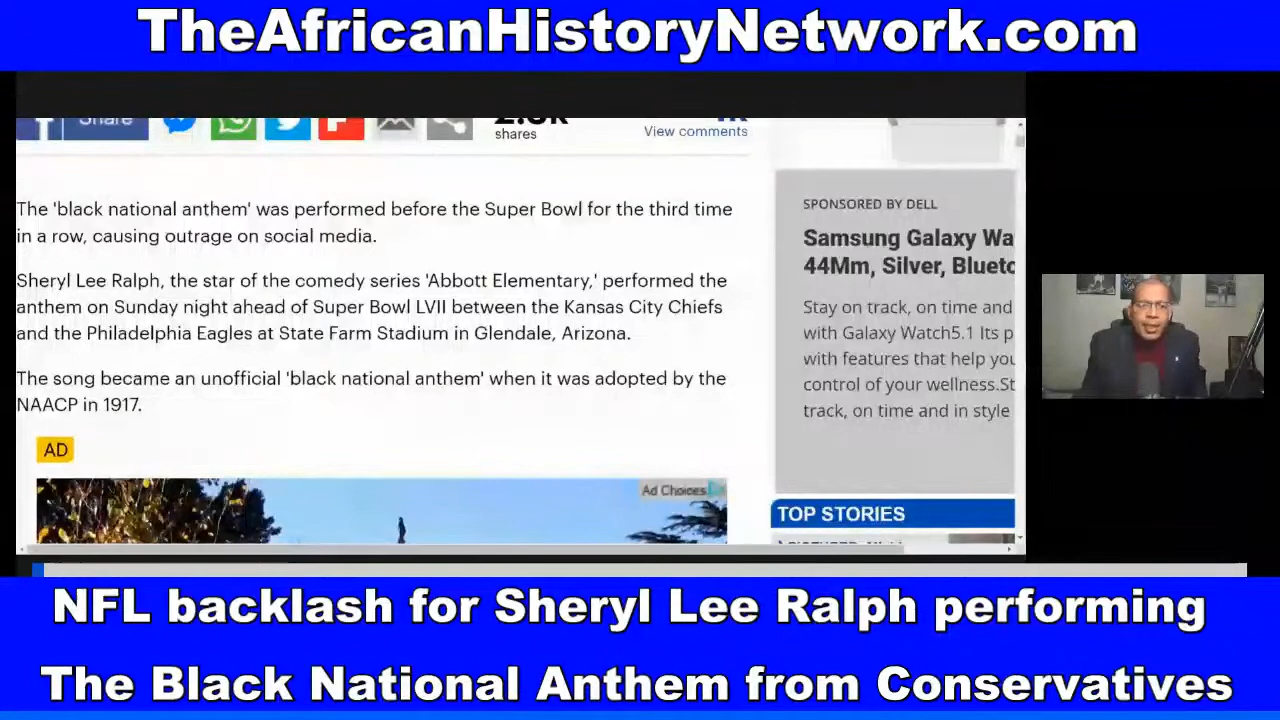 TheAfricanHistoryNetwork.com
Share
shares
View comments
The 'black national anthem' was performed before the Super Bowl for the third time
in a row, causing outrage on social media.
Sheryl Lee Ralph, the star of the comedy series 'Abbott Elementary,' performed the
anthem on Sunday night ahead of Super Bowl LVII between the Kansas City Chiefs
and the Philadelphia Eagles at State Farm Stadium in Glendale, Arizona.
The song became an unofficial 'black national anthem' when it was adopted by the
NAACP in 1917.
AD
Ad Choices
SPONSORED BY DELL
Samsung Galaxy Wa
44Mm, Silver, Bluetc
Stay on track, on time and
with Galaxy Watch5.1 Its p
with features that help you
control of your wellness.St
track, on time and in style
TOP STORIES
NFL backlash for Sheryl Lee Ralph performing
The Black National Anthem from Conservatives